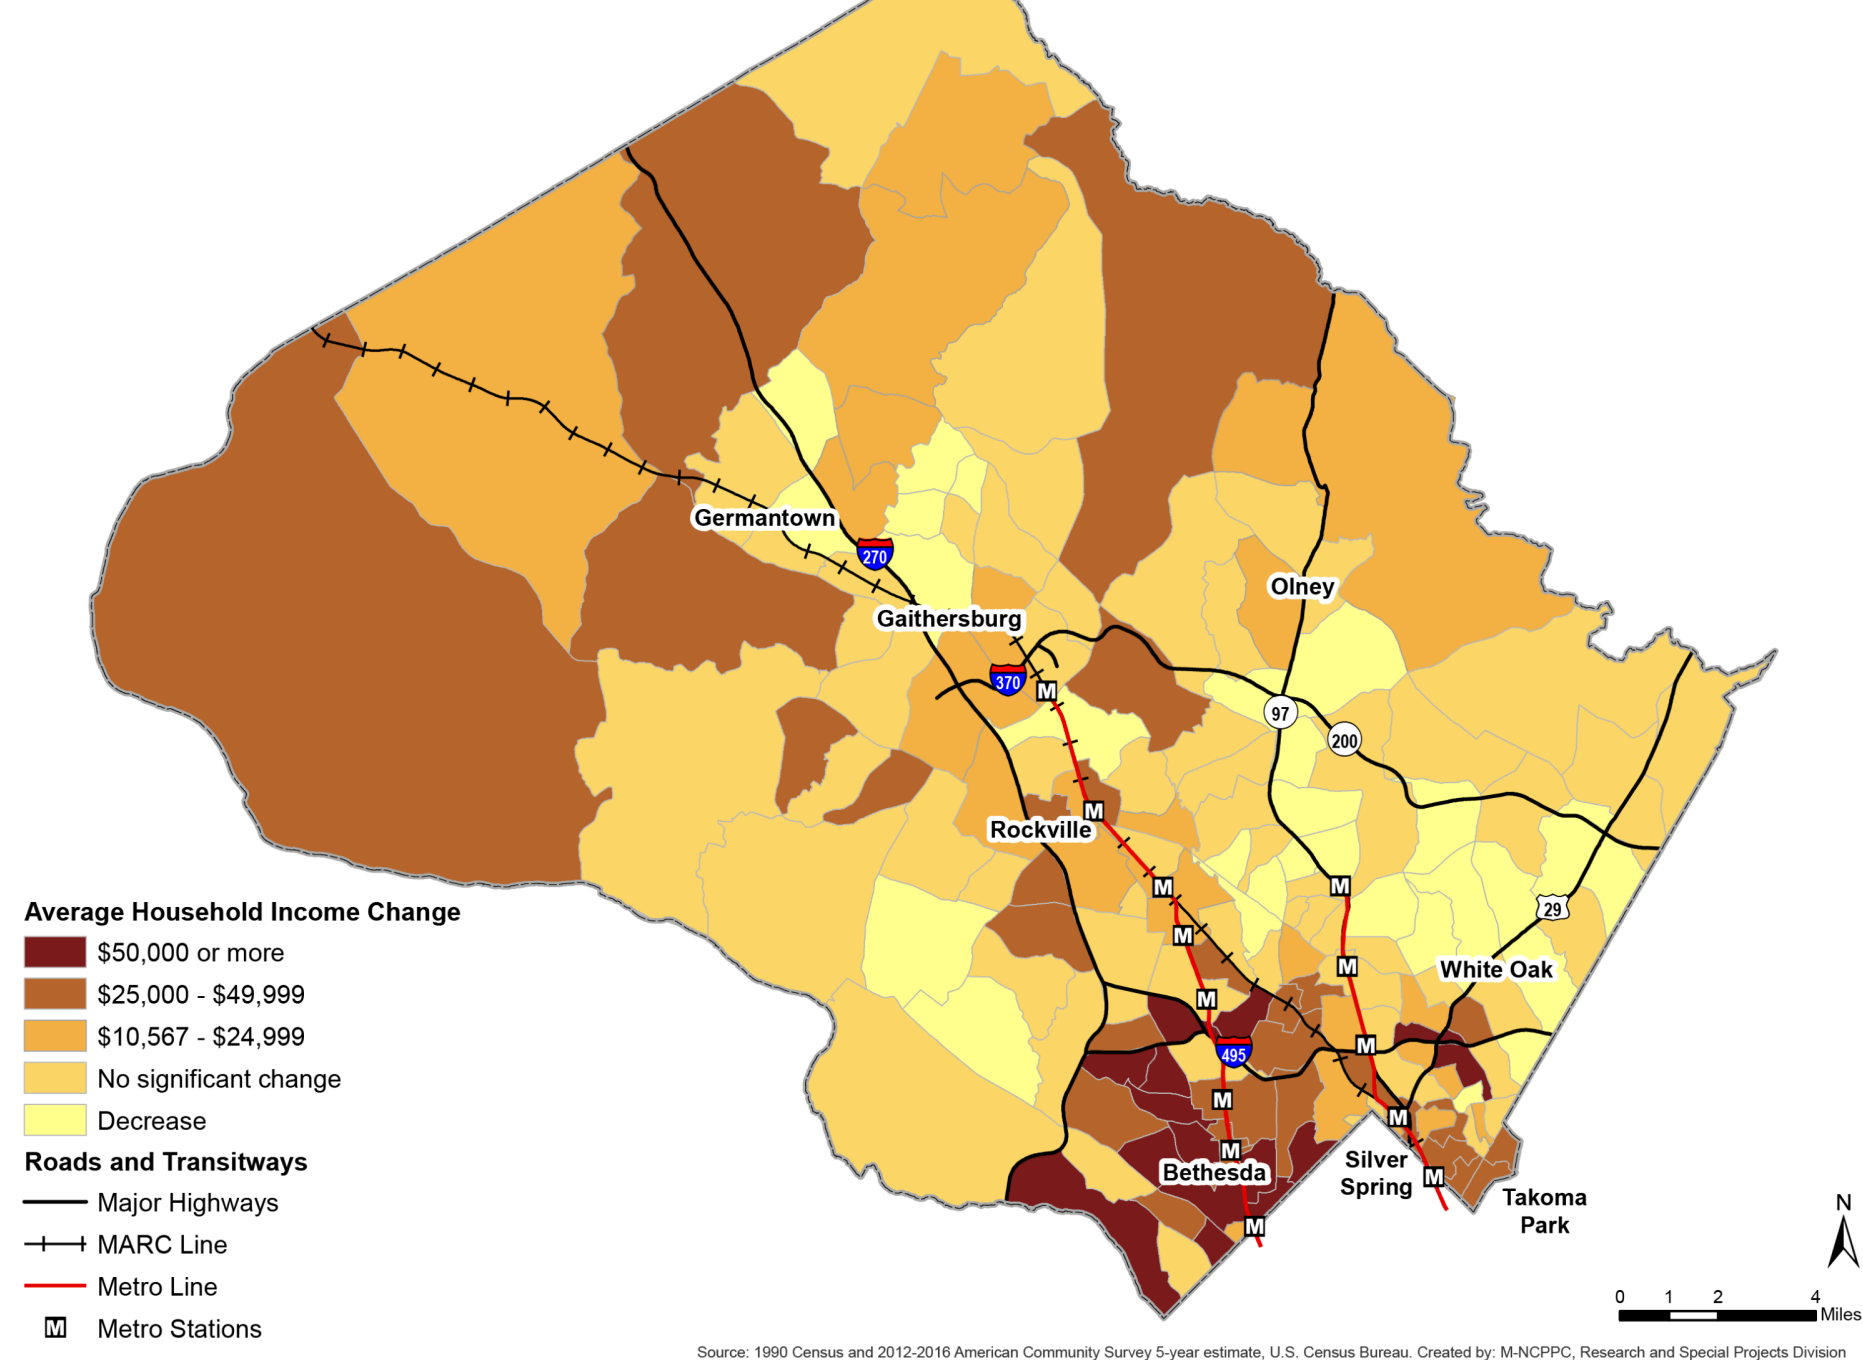 Germantown
270
Gaithersburg
370
Olney
97
200
Rockville
29
White Oak
495
Bethesda
Silver
Spring
Takoma
Park
M
M
M
M
M
M
M
M
M
M
M
M
M
Average Household Income Change
$50,000 or more
$25,000 - $49,999
$10,567 - $24,999
No significant change
Decrease
Roads and Transitways
Major Highways
MARC Line
Metro Line
M Metro Stations
N
0 1 2 4
Miles
Source: 1990 Census and 2012-2016 American Community Survey 5-year estimate, U.S. Census Bureau. Created by: M-NCPPC, Research and Special Projects Division